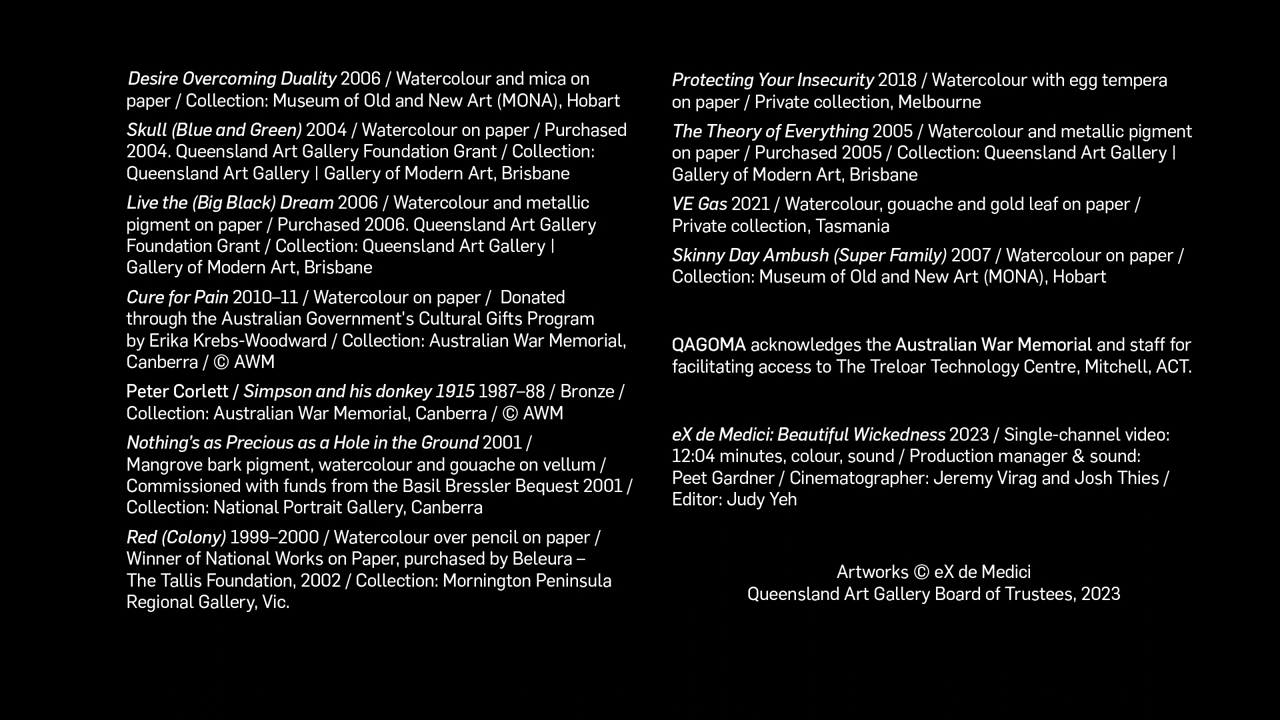 Desire Overcoming Duality 2006 / Watercolour and mica on
paper / Collection: Museum of Old and New Art (MONA), Hobart
Skull (Blue and Green) 2004 / Watercolour on paper / Purchased
2004. Queensland Art Gallery Foundation Grant / Collection:
Queensland Art Gallery | Gallery of Modern Art, Brisbane
Live the (Big Black) Dream 2006 / Watercolour and metallic
pigment on paper / Purchased 2006. Queensland Art Gallery
Foundation Grant / Collection: Queensland Art Gallery |
Gallery of Modern Art, Brisbane
Cure for Pain 2010–11 / Watercolour on paper / Donated
through the Australian Government's Cultural Gifts Program
by Erika Krebs-Woodward / Collection: Australian War Memorial,
Canberra / © AWM
Peter Corlett / Simpson and his donkey 1915 1987–88 / Bronze /
Collection: Australian War Memorial, Canberra / © AWM
Nothing's as Precious as a Hole in the Ground 2001 /
Mangrove bark pigment, watercolour and gouache on vellum /
Commissioned with funds from the Basil Bressler Bequest 2001 /
Collection: National Portrait Gallery, Canberra
Red (Colony) 1999–2000 / Watercolour over pencil on paper /
Winner of National Works on Paper, purchased by Beleura –
The Tallis Foundation, 2002 / Collection: Mornington Peninsula
Regional Gallery, Vic.
Protecting Your Insecurity 2018 / Watercolour with egg tempera
on paper / Private collection, Melbourne
The Theory of Everything 2005 / Watercolour and metallic pigment
on paper / Purchased 2005 / Collection: Queensland Art Gallery |
Gallery of Modern Art, Brisbane
VE Gas 2021 / Watercolour, gouache and gold leaf on paper /
Private collection, Tasmania
Skinny Day Ambush (Super Family) 2007 / Watercolour on paper /
Collection: Museum of Old and New Art (MONA), Hobart
QAGOMA acknowledges the Australian War Memorial and staff for
facilitating access to The Treloar Technology Centre, Mitchell, ACT.
eX de Medici: Beautiful Wickedness 2023 / Single-channel video:
12:04 minutes, colour, sound / Production manager & sound:
Peet Gardner / Cinematographer: Jeremy Virag and Josh Thies /
Editor: Judy Yeh
Artworks © eX de Medici
Queensland Art Gallery Board of Trustees, 2023